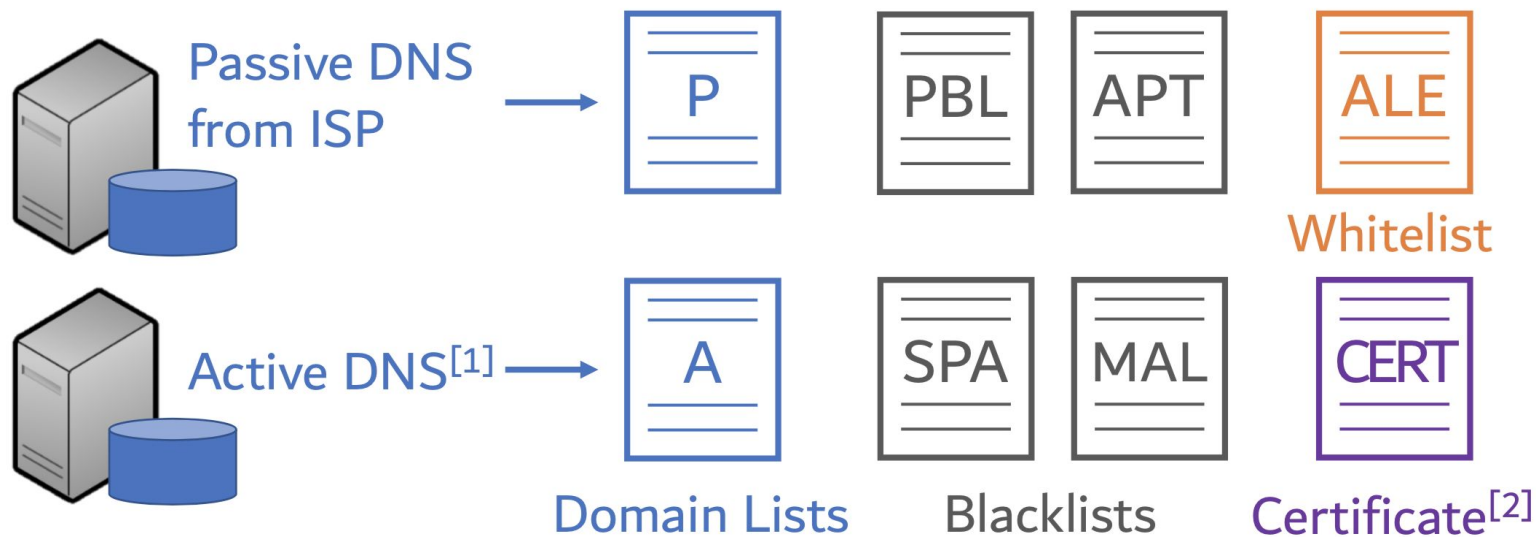 Passive DNS
from ISP
P
PBL
APT
ALE
Whitelist
Active DNS[1]
A
SPA
MAL
CERT
Domain Lists
Blacklists
Certificate[2]